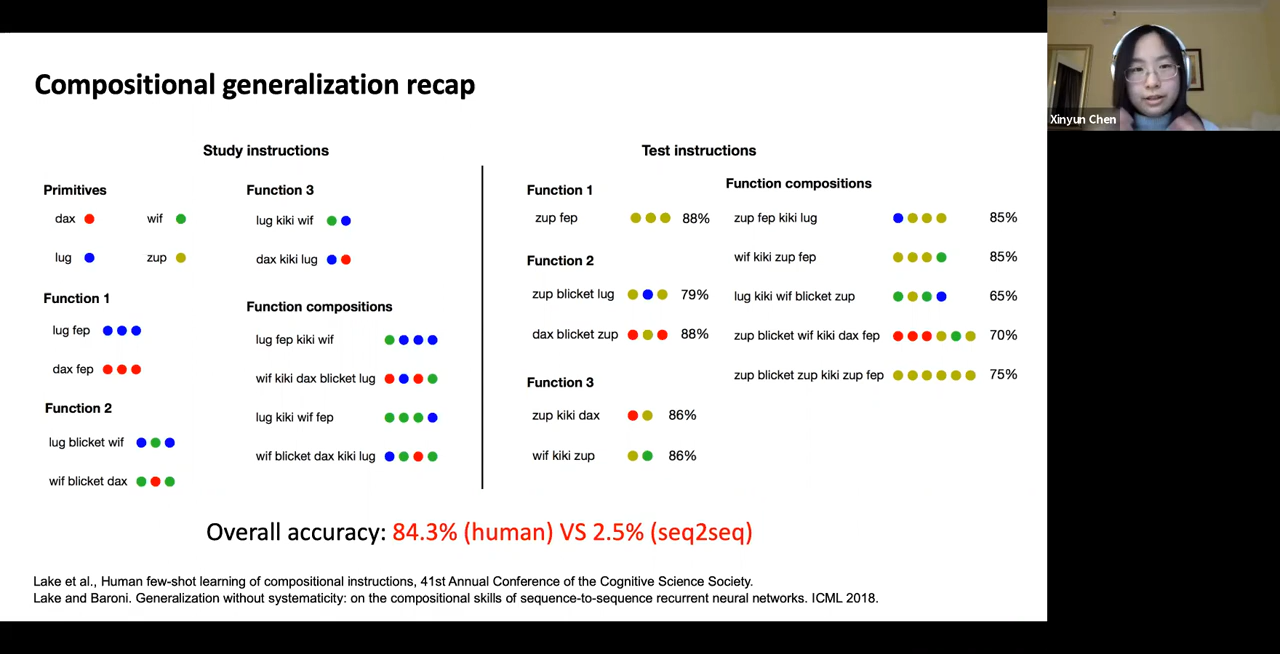 Compositional generalization recap
Xinyun Chen
Study instructions
Primitives
dax
wif
lug
zup
Function 1
lug fep
dax fep
Function 2
lug blicket wif
wif blicket dax
Function 3
lug kiki wif
dax kiki lug
Function compositions
lug fep kiki wif
wif kiki dax blicket lug
lug kiki wif fep
wif blicket dax kiki lug
Test instructions
Function 1
zup fep 88%
Function 2
zup blicket lug 79%
dax blicket zup 88%
Function 3
zup kiki dax 86%
wif kiki zup 86%
Function compositions
zup fep kiki lug 85%
wif kiki zup fep 85%
lug kiki wif blicket zup 65%
zup blicket wif kiki dax fep 70%
zup blicket zup kiki zup fep 75%
Overall accuracy: 84.3% (human) VS 2.5% (seq2seq)
Lake et al., Human few-shot learning of compositional instructions, 41st Annual Conference of the Cognitive Science Society.
Lake and Baroni. Generalization without systematicity: on the compositional skills of sequence-to-sequence recurrent neural networks. ICML 2018.